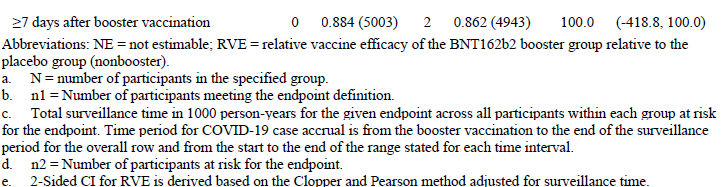 ≥7 days after booster vaccination 0 0.884 (5003) 2 0.862 (4943) 100.0 (-418.8, 100.0)
Abbreviations: NE = not estimable; RVE = relative vaccine efficacy of the BNT162b2 booster group relative to the
placebo group (nonbooster).
a. N = number of participants in the specified group.
b. n1 = Number of participants meeting the endpoint definition.
c. Total surveillance time in 1000 person-years for the given endpoint across all participants within each group at risk
for the endpoint. Time period for COVID-19 case accrual is from the booster vaccination to the end of the surveillance
period for the overall row and from the start to the end of the range stated for each time interval.
d. n2 = Number of participants at risk for the endpoint.
e. 2-Sided CI for RVE is derived based on the Clopper and Pearson method adjusted for surveillance time.